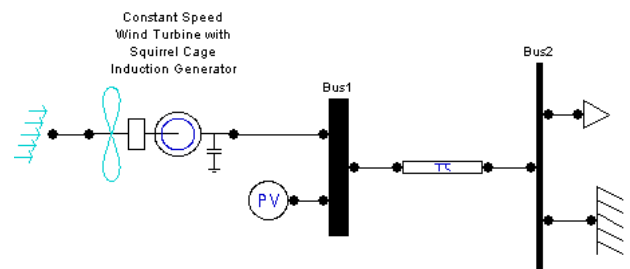 Constant Speed
Wind Turbine with
Squirrel Cage
Induction Generator
Bus2
Bus1
π
PV